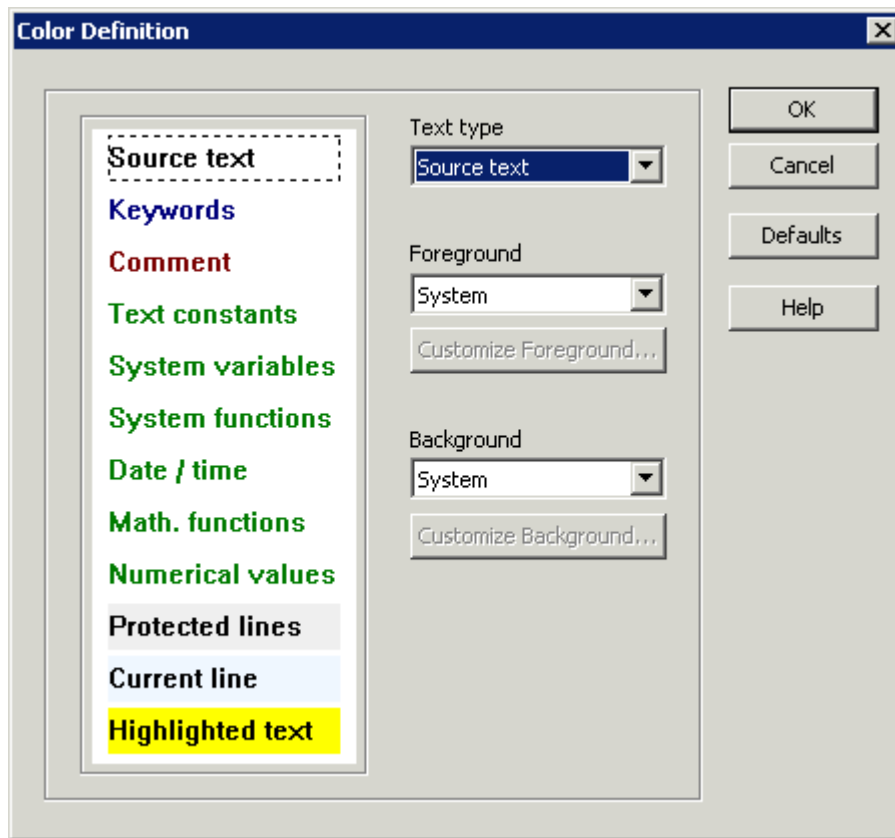 Color Definition
Source text
Keywords
Comment
Text constants
System variables
System functions
Date / time
Math. functions
Numerical values
Protected lines
Current line
Highlighted text
Text type
Source text
Foreground
System
Customize Foreground...
Background
System
Customize Background...
OK
Cancel
Defaults
Help